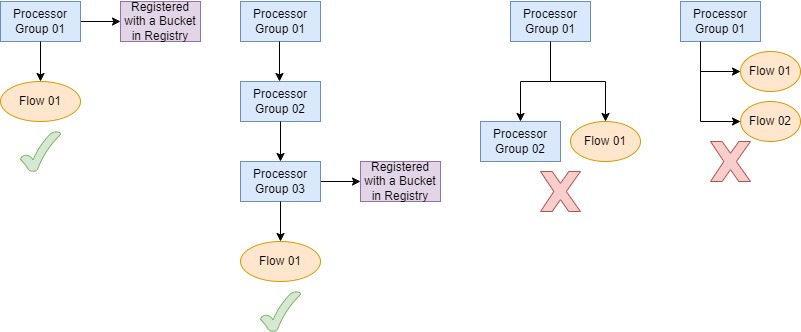 Processor
Group 01
Registered
with a Bucket
in Registry
Flow 01
Processor
Group 01
Processor
Group 02
Processor
Group 03
Registered
with a Bucket
in Registry
Flow 01
Processor
Group 01
Processor
Group 02
Flow 01
Processor
Group 01
Flow 01
Flow 02